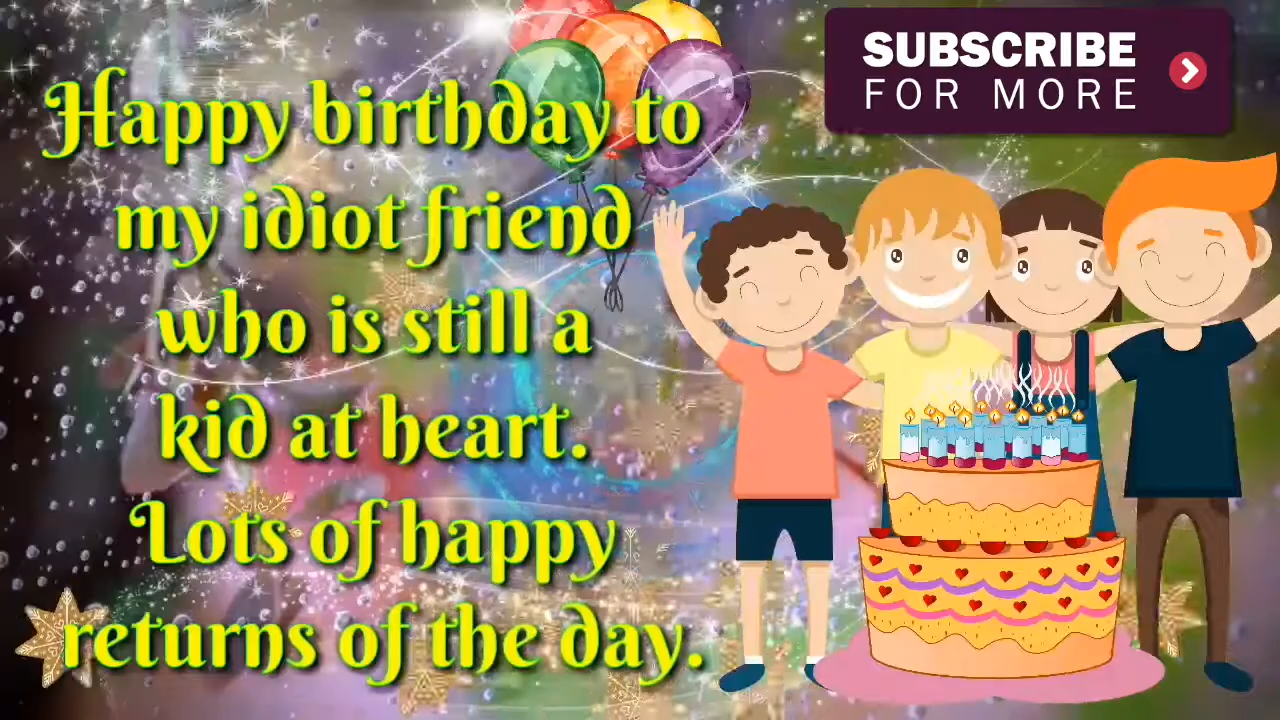 Happy birthday to
my idiot friend
who is still a
kid at heart.
Lots of happy
returns of the day.
SUBSCRIBE
FOR MORE